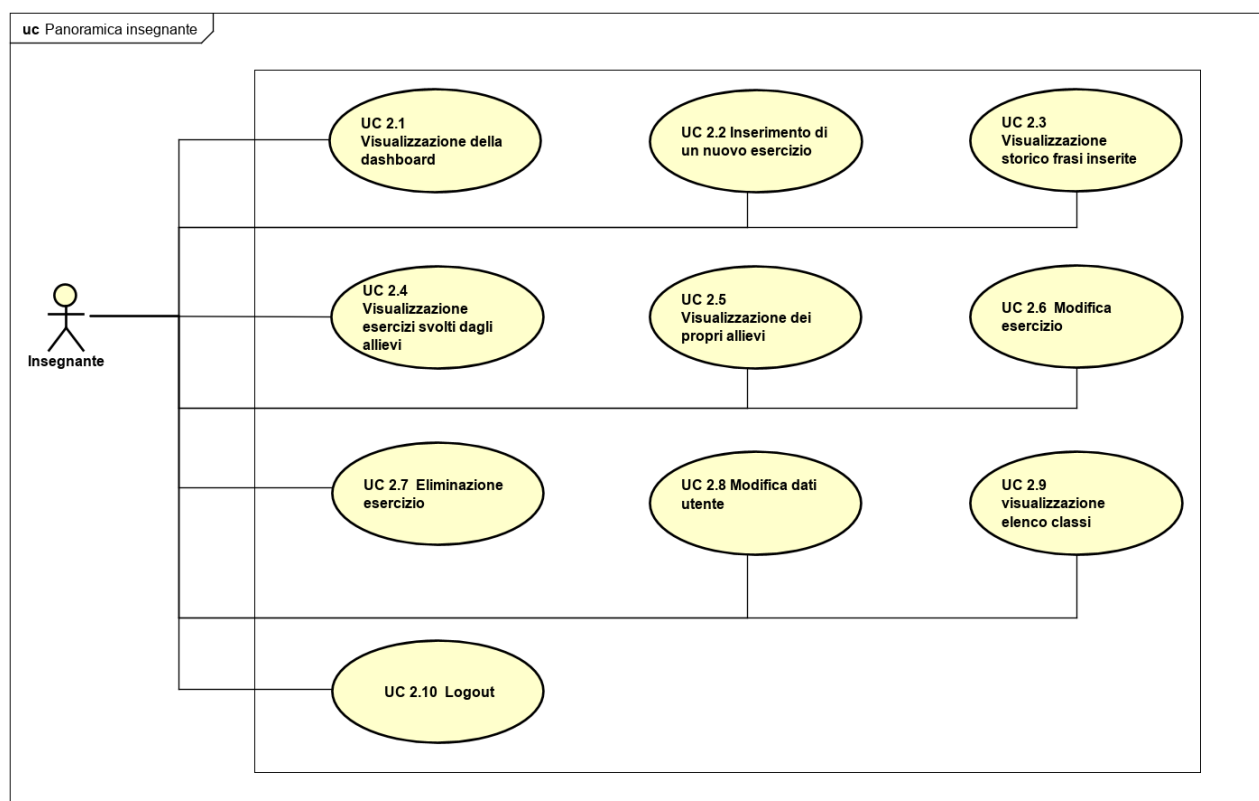 uc Panoramica insegnante
UC 2.1
Visualizzazione della
dashboard
UC 2.2 Inserimento di
un nuovo esercizio
UC 2.3
Visualizzazione
storico frasi inserite
Insegnante
UC 2.4
Visualizzazione
esercizi svolti dagli
allievi
UC 2.5
Visualizzazione dei
propri allievi
UC 2.6 Modifica
esercizio
UC 2.7 Eliminazione
esercizio
UC 2.8 Modifica dati
utente
UC 2.9
visualizzazione
elenco classi
UC 2.10 Logout